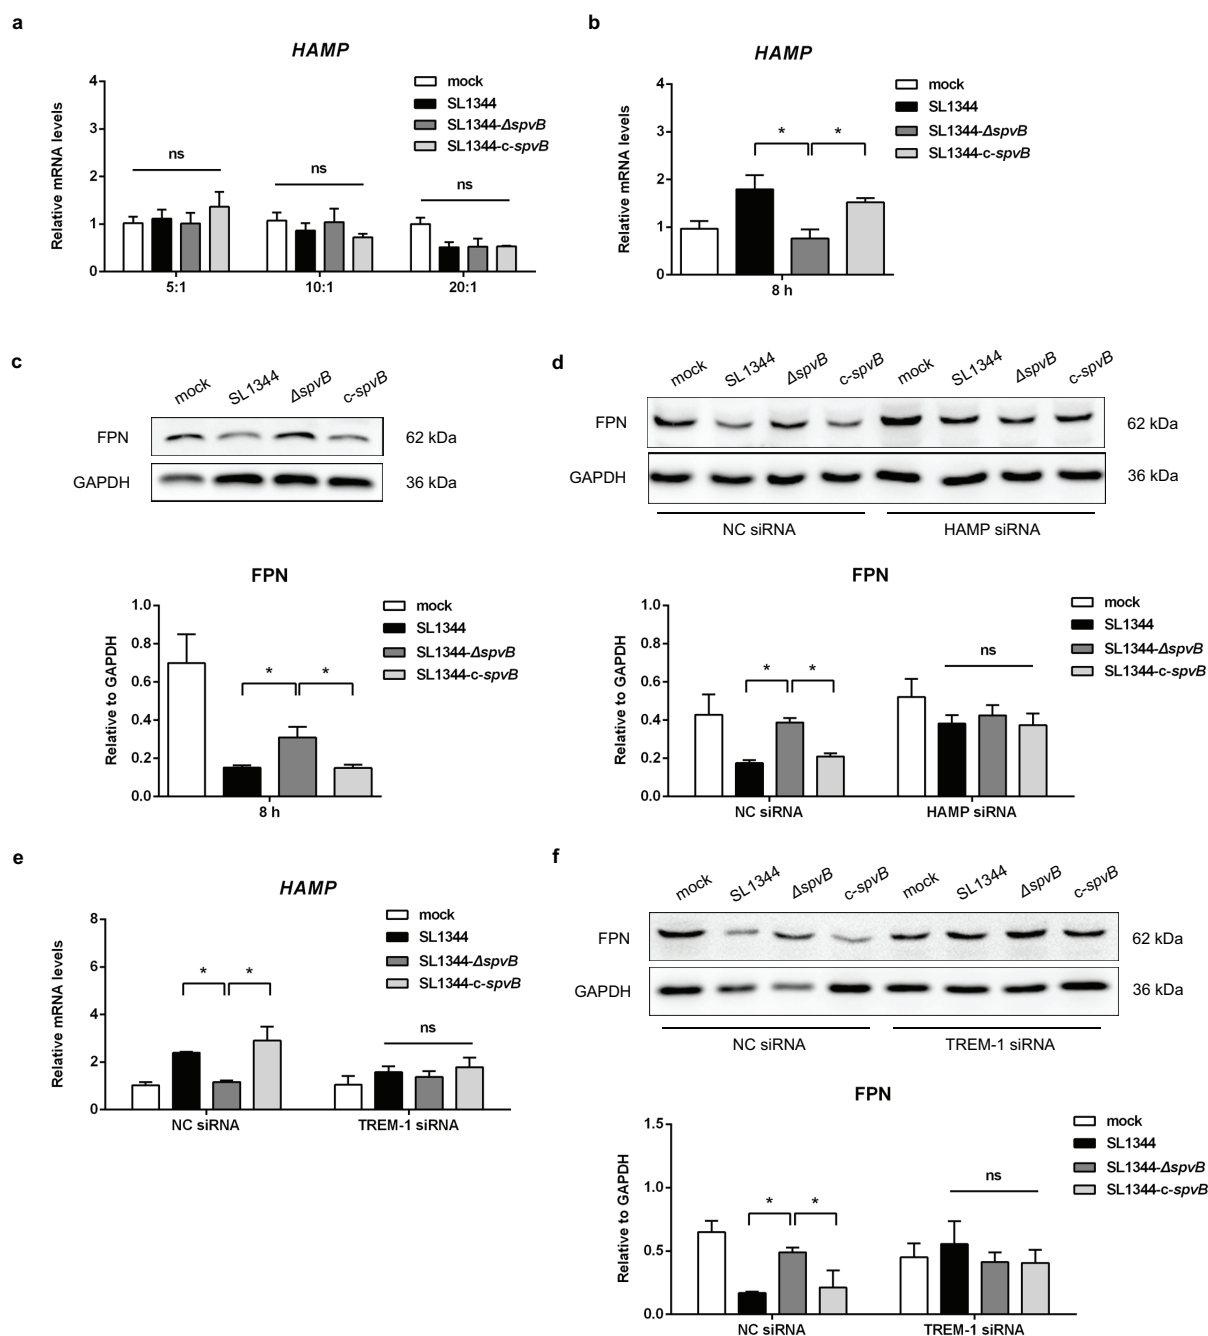 a
HAMP
Relative mRNA levels
4
3
2
1
0
ns
ns
ns
5:1
10:1
20:1
mock
SL1344
SL1344-ΔspvB
SL1344-c-spvB
b
HAMP
Relative mRNA levels
4
3
2
1
0
* *
8 h
mock
SL1344
SL1344-ΔspvB
SL1344-c-spvB
c
mock SL1344 ΔspvB c-spvB
FPN 62 kDa
GAPDH 36 kDa
FPN
Relative to GAPDH
1.0
0.8
0.6
0.4
0.2
0.0
* *
8 h
mock
SL1344
SL1344-ΔspvB
SL1344-c-spvB
d
mock SL1344 ΔspvB c-spvB mock SL1344 ΔspvB c-spvB
FPN 62 kDa
GAPDH 36 kDa
NC siRNA HAMP siRNA
FPN
Relative to GAPDH
1.0
0.8
0.6
0.4
0.2
0.0
* *
ns
NC siRNA HAMP siRNA
mock
SL1344
SL1344-ΔspvB
SL1344-c-spvB
e
HAMP
Relative mRNA levels
8
6
4
2
0
* *
ns
NC siRNA TREM-1 siRNA
mock
SL1344
SL1344-ΔspvB
SL1344-c-spvB
f
mock SL1344 ΔspvB c-spvB mock SL1344 ΔspvB c-spvB
FPN 62 kDa
GAPDH 36 kDa
NC siRNA TREM-1 siRNA
FPN
Relative to GAPDH
1.5
1.0
0.5
0.0
* *
ns
NC siRNA TREM-1 siRNA
mock
SL1344
SL1344-ΔspvB
SL1344-c-spvB